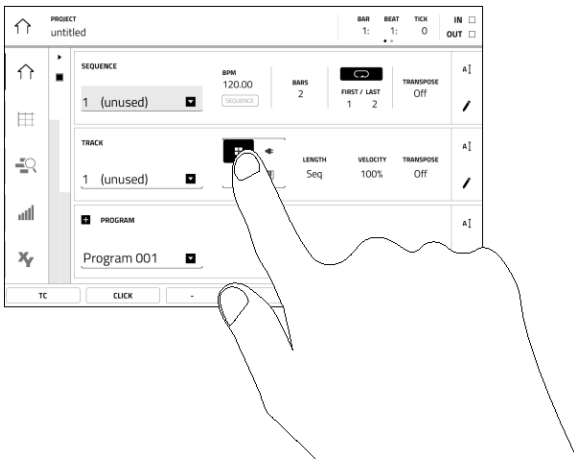 PROJECT
untitled
BAR BEAT TICK
1: 1: 0
IN
OUT
SEQUENCE
1 (unused)
BPM
120.00
SEQUENCE
BARS
2
FIRST / LAST
1 2
TRANSPOSE
Off
A
TRACK
1 (unused)
LENGTH
Seq
VELOCITY
100%
TRANSPOSE
Off
A
PROGRAM
Program 001
A
XY
TC CLICK -